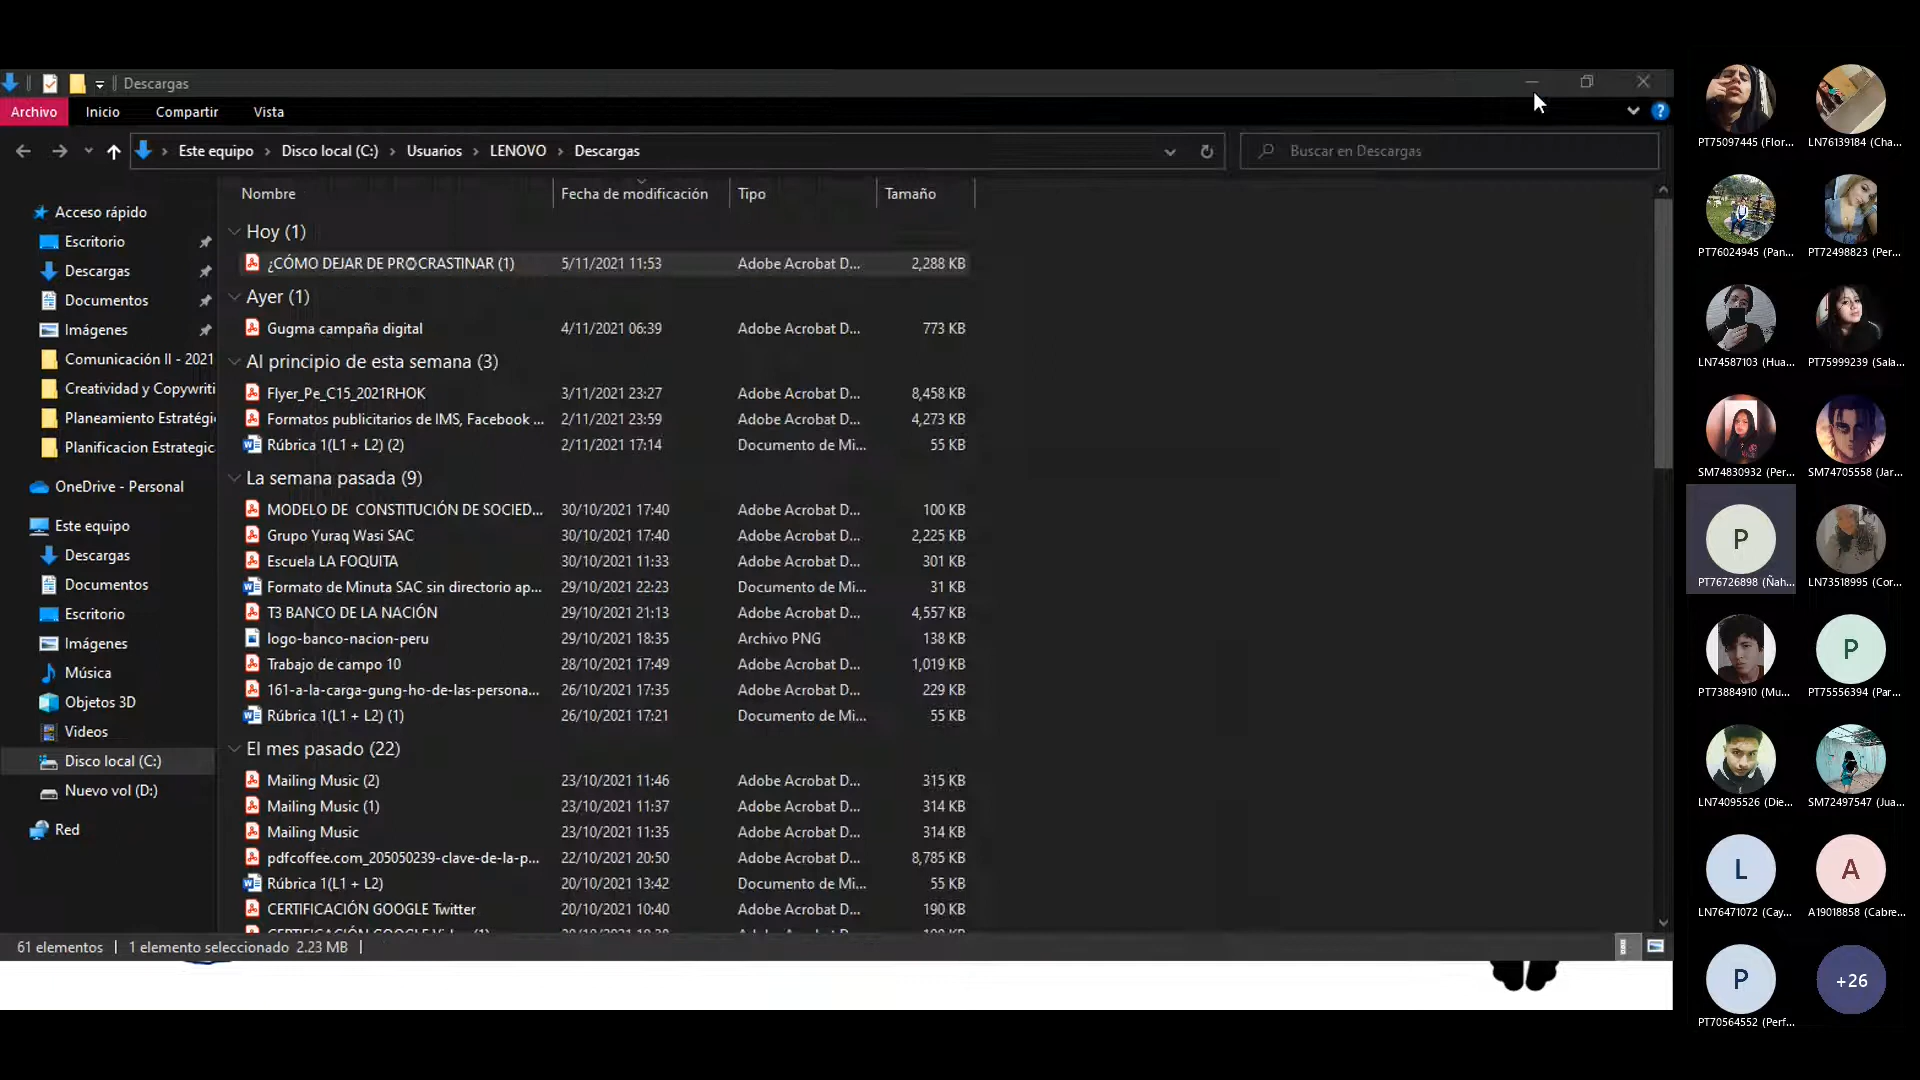 Descargas
Archivo Inicio Compartir Vista
Este equipo Disco local (C:) Usuarios LENOVO Descargas
Buscar en Descargas
Acceso rápido
Escritorio
Descargas
Documentos
Imágenes
Comunicación II - 2021
Creatividad y Copywriti
Planeamiento Estratégi
Planificacion Estrategic
OneDrive - Personal
Este equipo
Descargas
Documentos
Escritorio
Imágenes
Música
Objetos 3D
Videos
Disco local (C:)
Nuevo vol (D:)
Red
Nombre Fecha de modificación Tipo Tamaño
Hoy (1)
¿CÓMO DEJAR DE PROCRASTINAR (1) 5/11/2021 11:53 Adobe Acrobat D... 2,288 KB
Ayer (1)
Gugma campaña digital 4/11/2021 06:39 Adobe Acrobat D... 773 KB
Al principio de esta semana (3)
Flyer_Pe_C15_2021RHOK 3/11/2021 23:27 Adobe Acrobat D... 8,458 KB
Formatos publicitarios de IMS, Facebook ... 2/11/2021 23:59 Adobe Acrobat D... 4,273 KB
Rúbrica 1(L1 + L2) (2) 2/11/2021 17:14 Documento de Mi... 55 KB
La semana pasada (9)
MODELO DE CONSTITUCIÓN DE SOCIED... 30/10/2021 17:40 Adobe Acrobat D... 100 KB
Grupo Yuraq Wasi SAC 30/10/2021 17:40 Adobe Acrobat D... 2,225 KB
Escuela LA FOQUITA 30/10/2021 11:33 Adobe Acrobat D... 301 KB
Formato de Minuta SAC sin directorio ap... 29/10/2021 22:23 Documento de Mi... 31 KB
T3 BANCO DE LA NACIÓN 29/10/2021 21:13 Adobe Acrobat D... 4,557 KB
logo-banco-nacion-peru 29/10/2021 18:35 Archivo PNG 138 KB
Trabajo de campo 10 28/10/2021 17:49 Adobe Acrobat D... 1,019 KB
161-a-la-carga-gung-ho-de-las-persona... 26/10/2021 17:35 Adobe Acrobat D... 229 KB
Rúbrica 1(L1 + L2) (1) 26/10/2021 17:21 Documento de Mi... 55 KB
El mes pasado (22)
Mailing Music (2) 23/10/2021 11:46 Adobe Acrobat D... 315 KB
Mailing Music (1) 23/10/2021 11:37 Adobe Acrobat D... 314 KB
Mailing Music 23/10/2021 11:35 Adobe Acrobat D... 314 KB
pdfcoffee.com_205050239-clave-de-la-p... 22/10/2021 20:50 Adobe Acrobat D... 8,785 KB
Rúbrica 1(L1 + L2) 20/10/2021 13:42 Documento de Mi... 55 KB
CERTIFICACIÓN GOOGLE Twitter 20/10/2021 10:40 Adobe Acrobat D... 190 KB
61 elementos 1 elemento seleccionado 2.23 MB
PT75097445 (Flor... LN76139184 (Cha...
PT76024945 (Pan... PT72498823 (Per...
LN74587103 (Hua... PT75999239 (Sala...
SM74830932 (Per... SM74705558 (Jar...
P
PT76726898 (Ñah... LN73518995 (Cor...
P
PT73884910 (Mu... PT75556394 (Par...
LN74095526 (Die... SM72497547 (Jua...
L A
LN76471072 (Cay... A19018858 (Cabre...
P +26
PT70564552 (Perf...